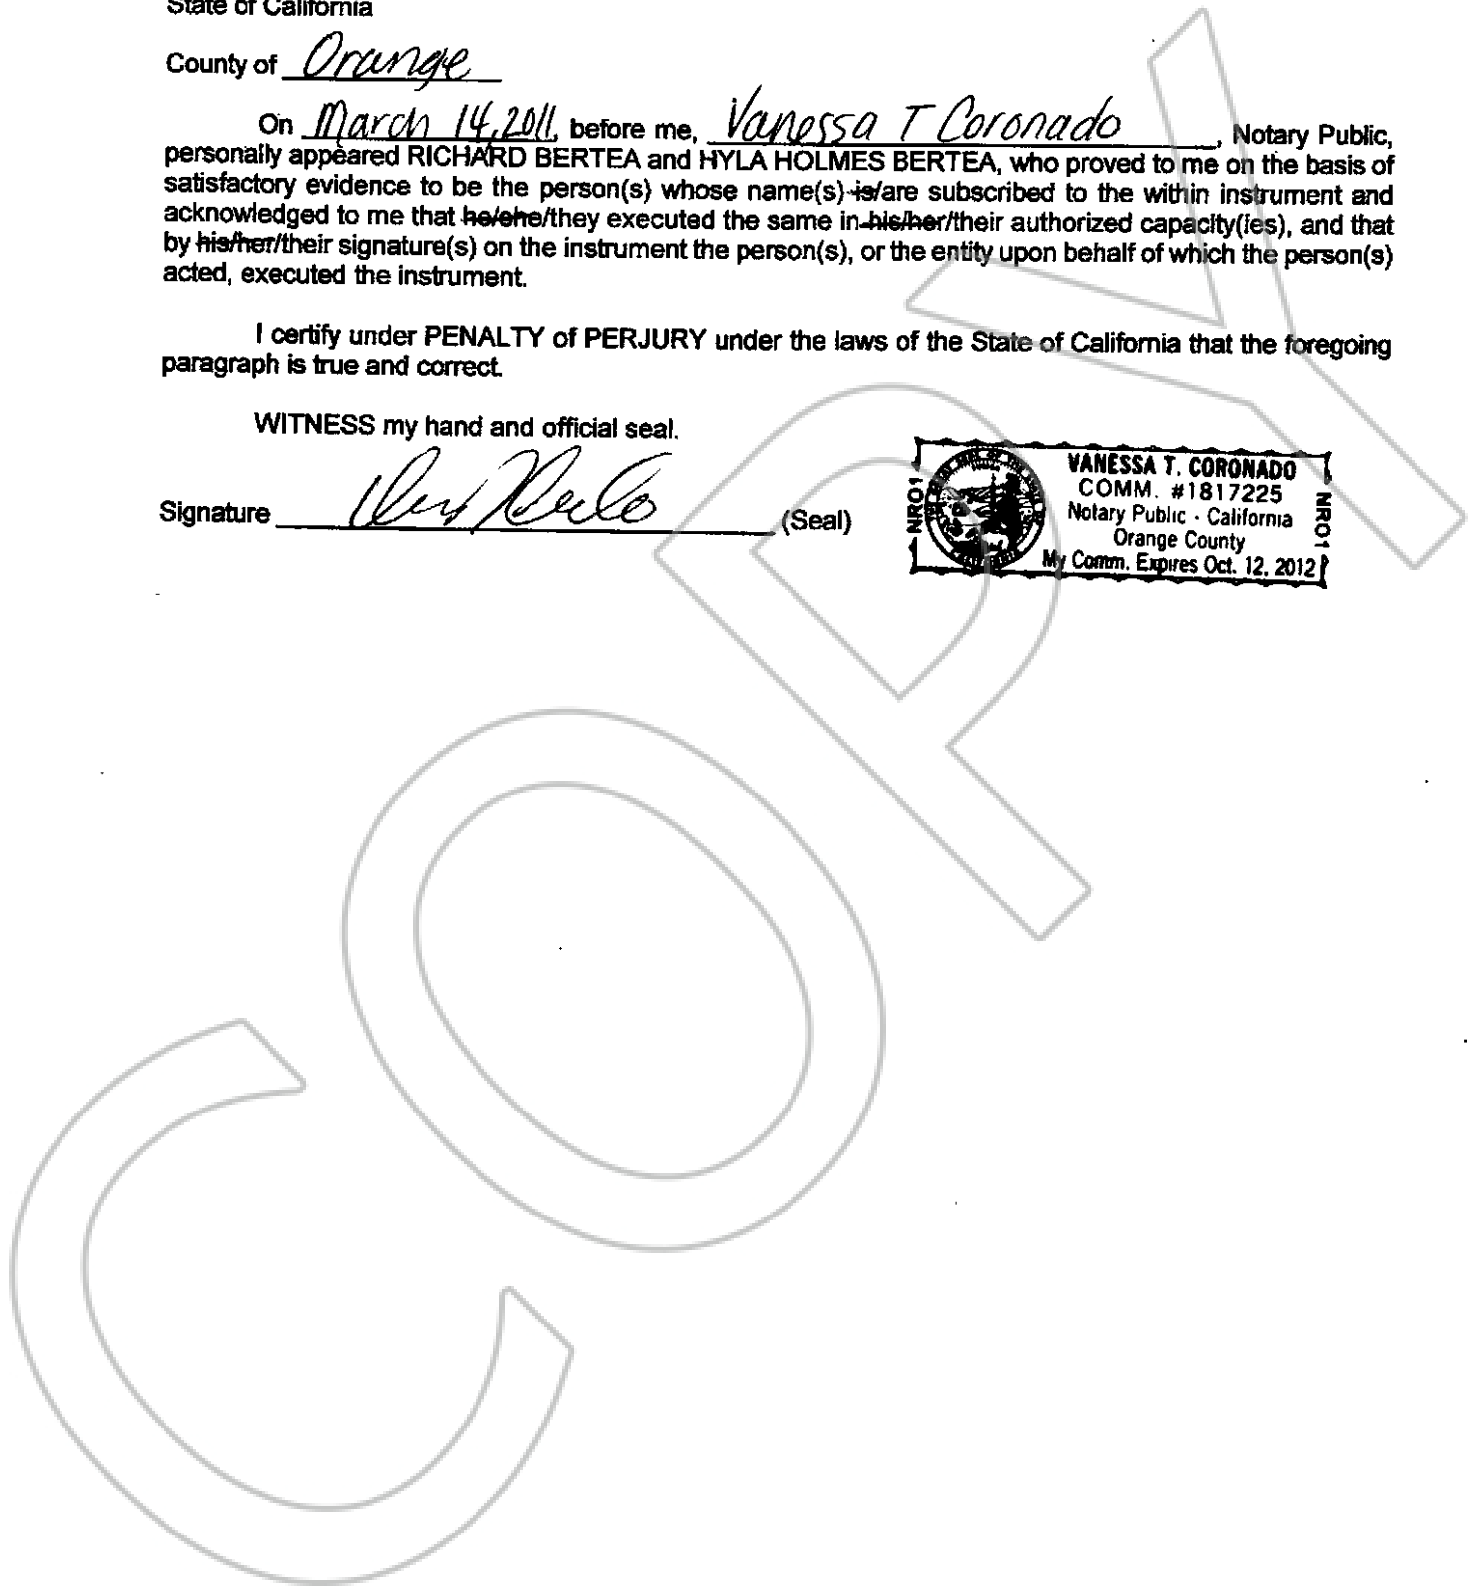 State of California
County of Orange
On March 14, 2011, before me, Vanessa T Coronado, Notary Public,
personally appeared RICHARD BERTEA and HYLA HOLMES BERTEA, who proved to me on the basis of
satisfactory evidence to be the person(s) whose name(s) is/are subscribed to the within instrument and
acknowledged to me that he/she/they executed the same in his/her/their authorized capacity(ies), and that
by his/her/their signature(s) on the instrument the person(s), or the entity upon behalf of which the person(s)
acted, executed the instrument.
I certify under PENALTY of PERJURY under the laws of the State of California that the foregoing
paragraph is true and correct.
WITNESS my hand and official seal.
Signature (Seal)
NRO1
VANESSA T. CORONADO
COMM. #1817225
Notary Public - California
Orange County
My Comm. Expires Oct. 12, 2012
NRO1
COPY